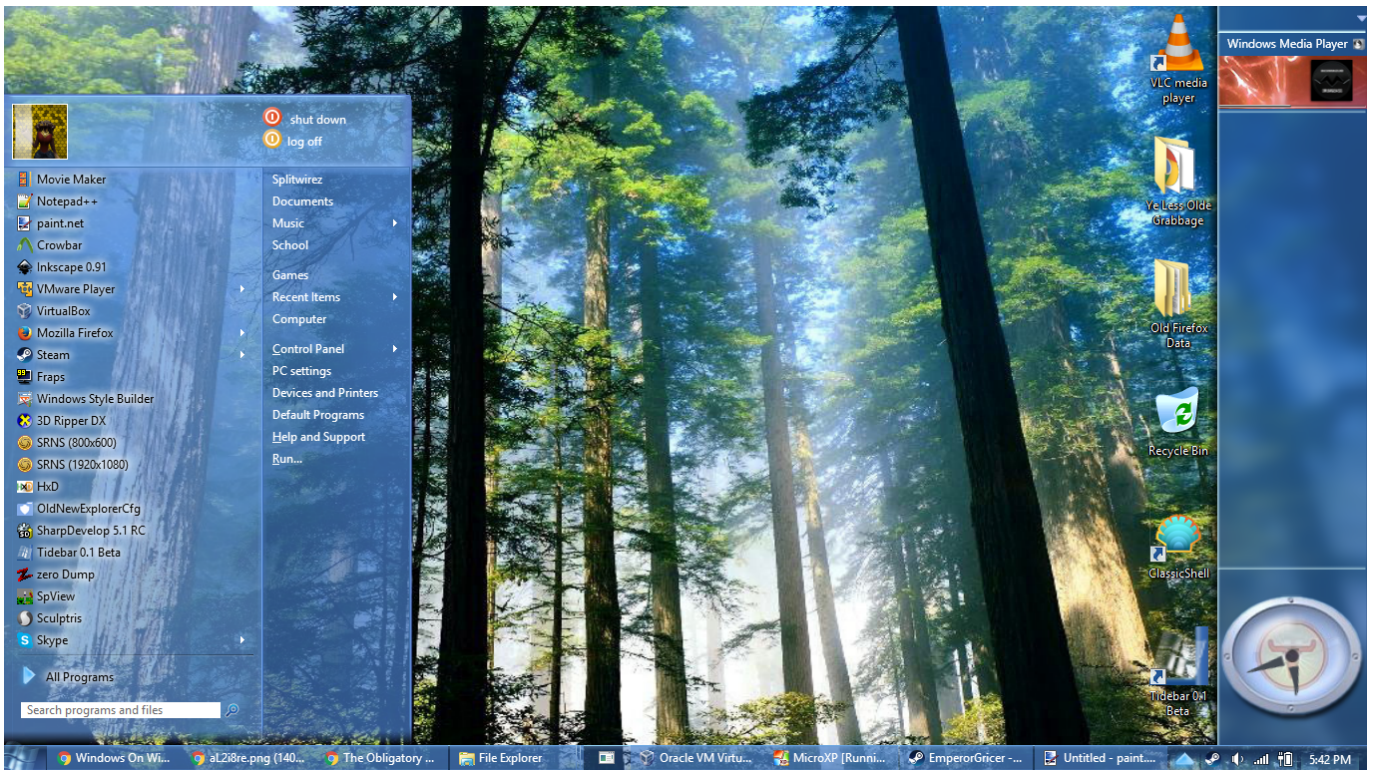 shut down
log off
Movie Maker
Notepad++
paint.net
Crowbar
Inkscape 0.91
VMware Player
VirtualBox
Mozilla Firefox
Steam
Fraps
Windows Style Builder
3D Ripper DX
SRNS (800x600)
SRNS (1920x1080)
HxD
OldNewExplorerCfg
SharpDevelop 5.1 RC
Tidebar 0.1 Beta
zero Dump
SpView
Sculptris
Skype
All Programs
Search programs and files
Splitwirez
Documents
Music
School
Games
Recent Items
Computer
Control Panel
PC settings
Devices and Printers
Default Programs
Help and Support
Run...
VLC media
player
Ye Less Olde
Grabbage
Old Firefox
Data
Recycle Bin
ClassicShell
Tidebar 0.1
Beta
Windows Media Player
Windows On Wi...
aL2i8re.png (140...
The Obligatory ...
File Explorer
Oracle VM Virtu...
MicroXP [Runni...
EmperorGricer -...
Untitled - paint....
5:42 PM